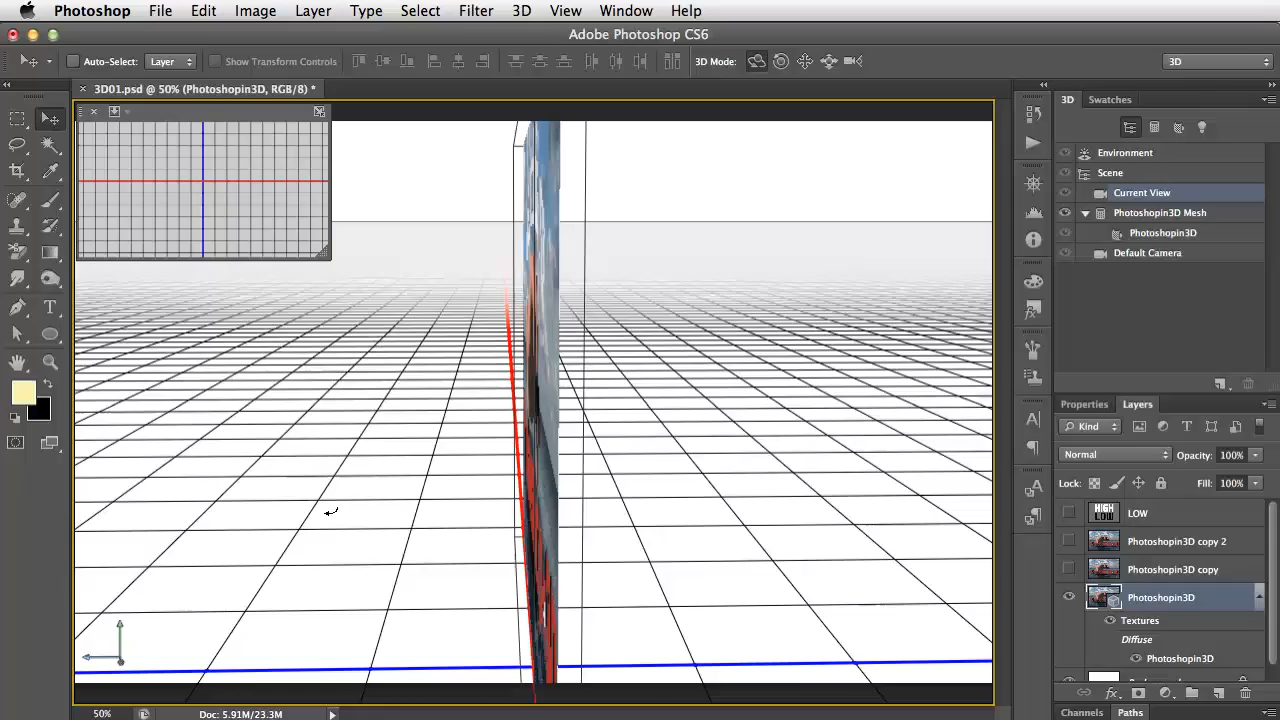 Photoshop File Edit Image Layer Type Select Filter 3D View Window Help
Adobe Photoshop CS6
Auto-Select: Layer Show Transform Controls 3D Mode: 3D
3D01.psd @ 50% (Photoshopin3D, RGB/8) *
3D Swatches
Environment
Scene
Current View
Photoshopin3D Mesh
Photoshopin3D
Default Camera
Properties Layers
Kind
Normal Opacity: 100%
Lock: Fill: 100%
HIGH LOW LOW
Photoshopin3D copy 2
Photoshopin3D copy
Photoshopin3D
Textures
Diffuse
Photoshopin3D
50% Doc: 5.91M/23.3M
Channels Paths